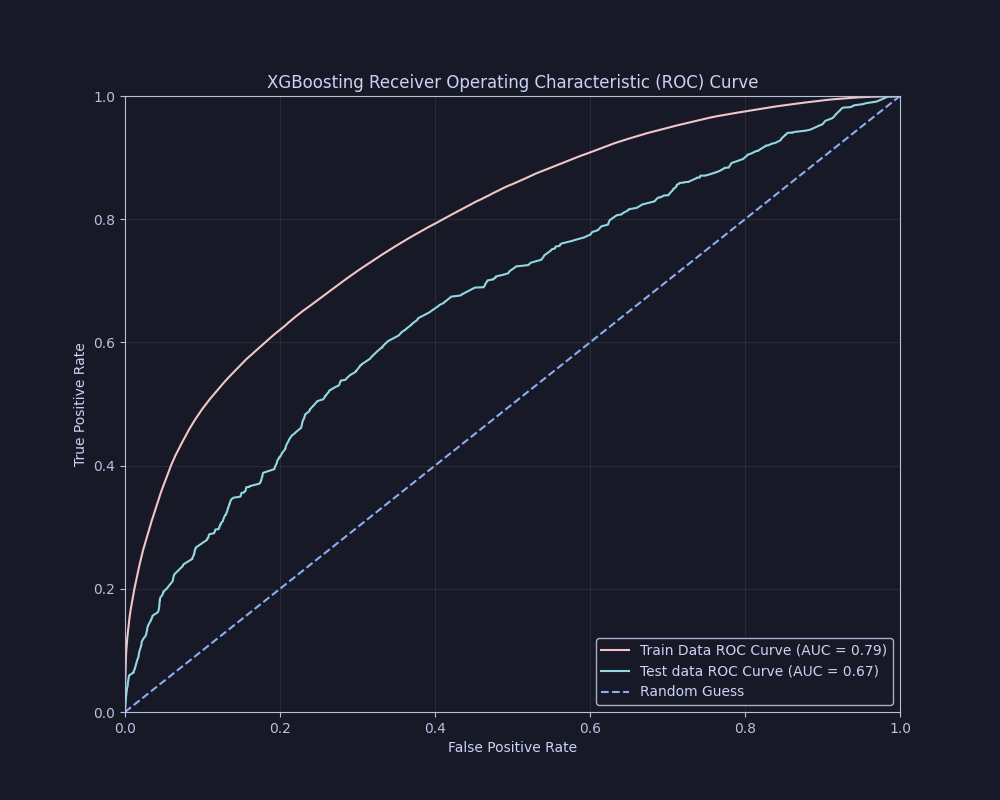 XGBoosting Receiver Operating Characteristic (ROC) Curve
1.0
0.8
0.6
0.4
0.2
0.0
True Positive Rate
Train Data ROC Curve (AUC = 0.79)
Test data ROC Curve (AUC = 0.67)
Random Guess
0.0 0.2 0.4 0.6 0.8 1.0
False Positive Rate